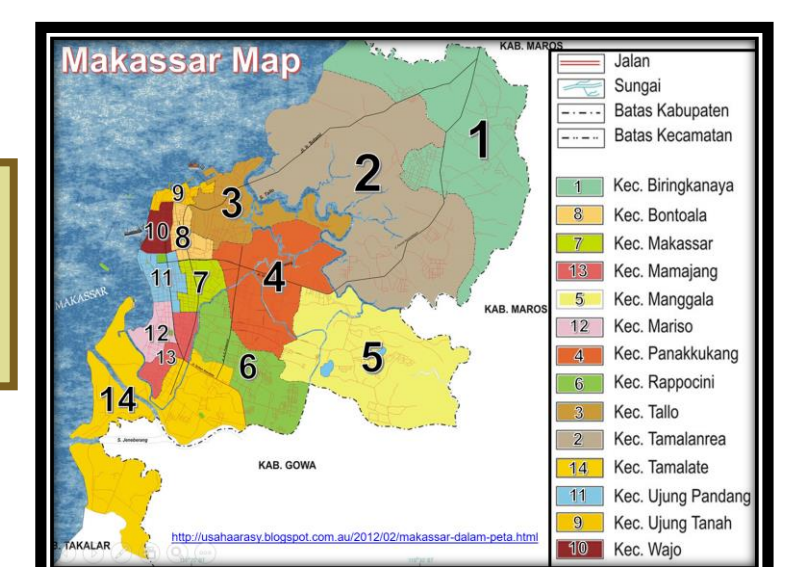 Makassar Map
KAB. MAROS
1
2
3
4
5
6
7
8
9
10
11
12
13
14
MAKASSAR
KAB. MAROS
S. Jeneberang
KAB. GOWA
TAKALAR
http://usahaarasy.blogspot.com.au/2012/02/makassar-dalam-peta.html
Jalan
Sungai
Batas Kabupaten
Batas Kecamatan
1 Kec. Biringkanaya
8 Kec. Bontoala
7 Kec. Makassar
13 Kec. Mamajang
5 Kec. Manggala
12 Kec. Mariso
4 Kec. Panakkukang
6 Kec. Rappocini
3 Kec. Tallo
2 Kec. Tamalanrea
14 Kec. Tamalate
11 Kec. Ujung Pandang
9 Kec. Ujung Tanah
10 Kec. Wajo